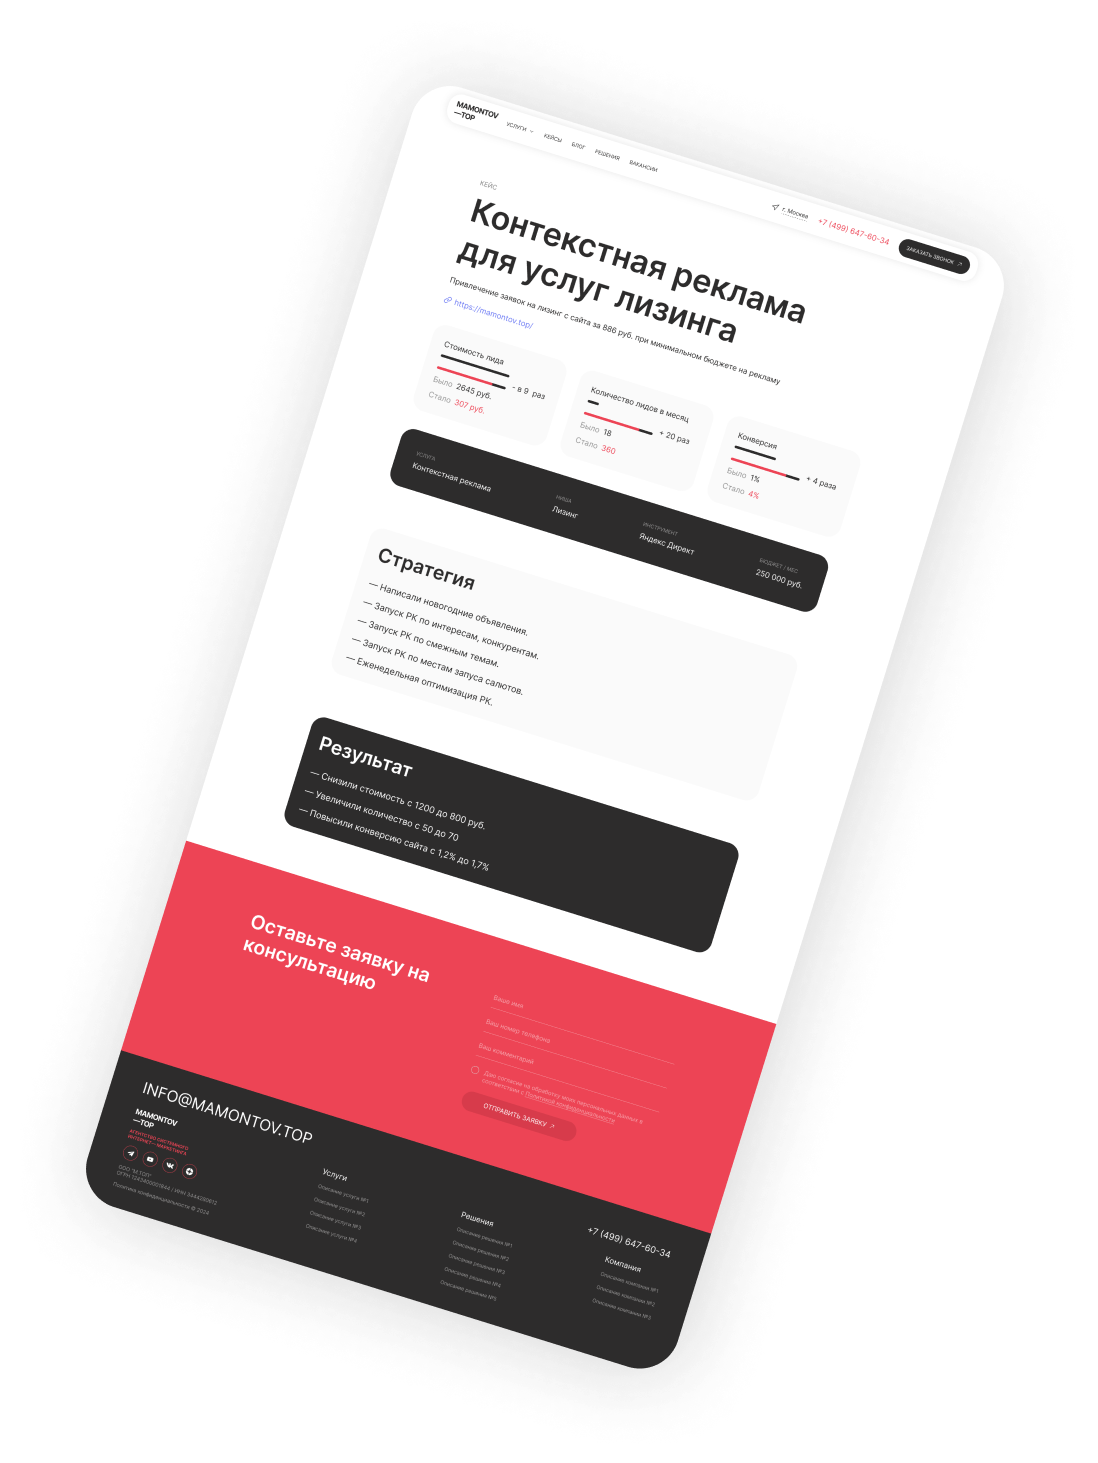 MAMONTOV
—TOP
УСЛУГИ
КЕЙСЫ
БЛОГ
РЕШЕНИЯ
ВАКАНСИИ
г. Москва
+7 (499) 647-60-34
ЗАКАЗАТЬ ЗВОНОК
КЕЙС
Контекстная реклама
для услуг лизинга
Привлечение заявок на лизинг с сайта за 886 руб. при минимальном бюджете на рекламу
https://mamontov.top/
Стоимость лида
- в 9 раз
Было 2645 руб.
Стало 307 руб.
Количество лидов в месяц
+ 20 раз
Было 18
Стало 360
Конверсия
+ 4 раза
Было 1%
Стало 4%
УСЛУГА
Контекстная реклама
НИША
Лизинг
ИНСТРУМЕНТ
Яндекс Директ
БЮДЖЕТ / МЕС
250 000 руб.
Стратегия
— Написали новогодние объявления.
— Запуск РК по интересам, конкурентам.
— Запуск РК по смежным темам.
— Запуск РК по местам запуса салютов.
— Еженедельная оптимизация РК.
Результат
— Снизили стоимость с 1200 до 800 руб.
— Увеличили количество с 50 до 70
— Повысили конверсию сайта с 1,2% до 1,7%
Оставьте заявку на
консультацию
Ваше имя
Ваш номер телефона
Ваш комментарий
Даю согласие на обработку моих персональных данных в
соответствии с Политикой конфиденциальности
ОТПРАВИТЬ ЗАЯВКУ
INFO@MAMONTOV.TOP
MAMONTOV
—TOP
АГЕНТСТВО СИСТЕМНОГО
ИНТЕРНЕТ— МАРКЕТИНГА
ООО "М.ТОП"
Политика конфиденциальности © 2024
Услуги
Описание услуги №1
Описание услуги №2
Описание услуги №3
Описание услуги №4
Решения
Описание решения №1
Описание решения №2
Описание решения №3
Описание решения №4
Описание решения №5
+7 (499) 647-60-34
Компания
Описание компании №1
Описание компании №2
Описание компании №3